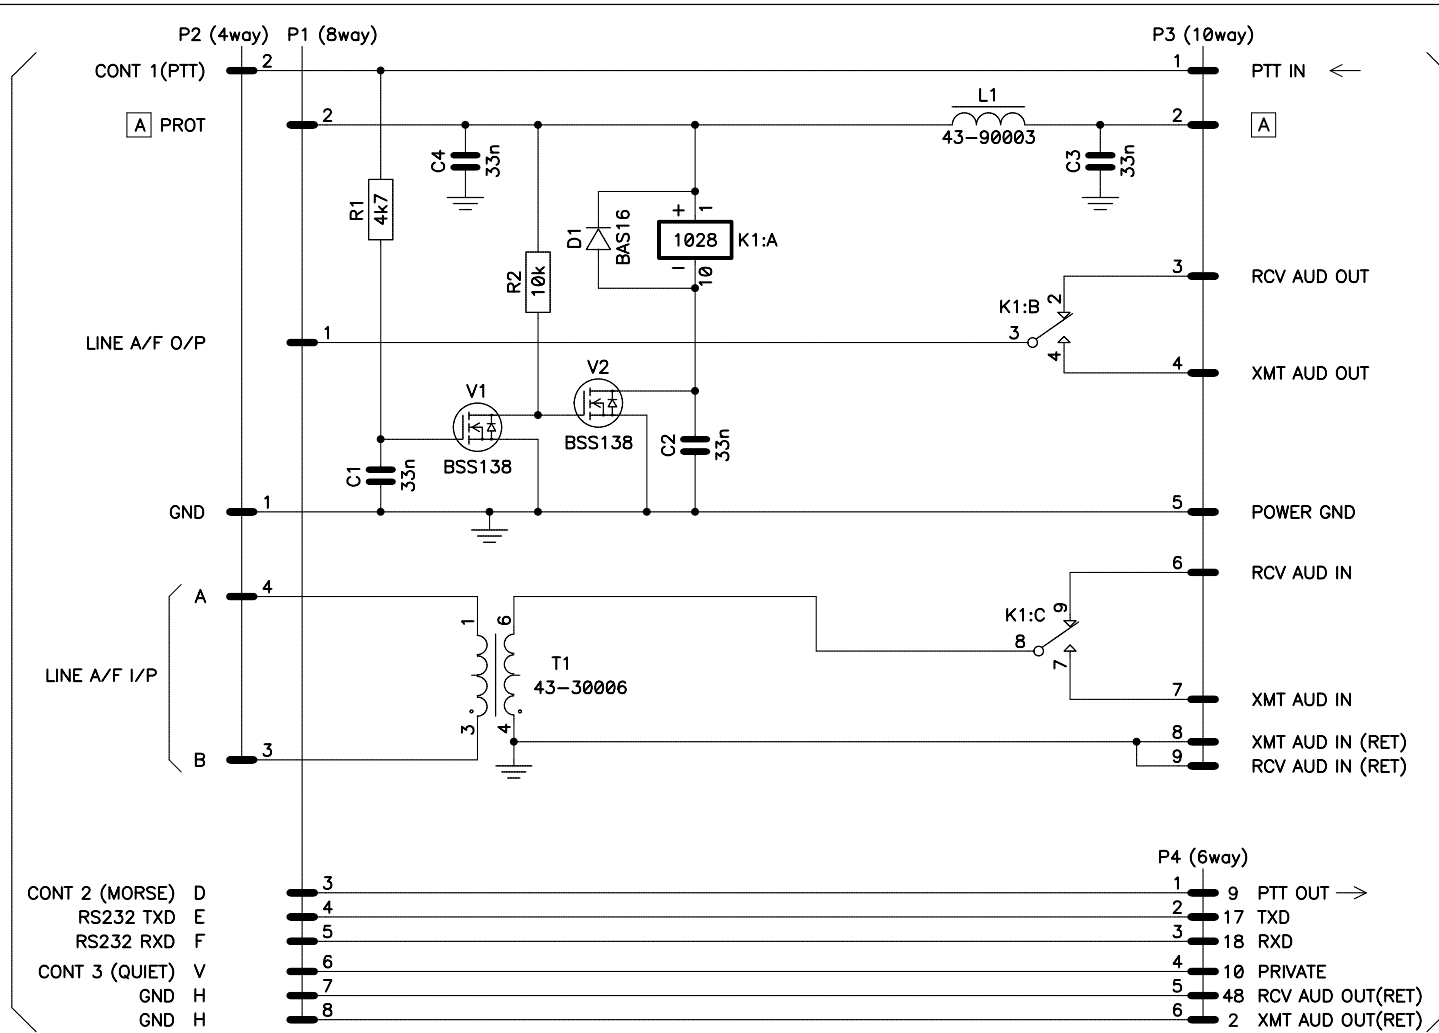 P2 (4way) P1 (8way) P3 (10way)
CONT 1(PTT) 2 1 PTT IN
A PROT 2 L1 43-90003 2 A
C4 33n C3 33n
R1 4k7
D1 BAS16 + 1 1028 K1:A
R2 10k – 10
3 RCV AUD OUT
K1:B 2
LINE A/F O/P 1 3 4
4 XMT AUD OUT
V2
V1 BSS138
C1 33n BSS138 C2 33n
GND 1 5 POWER GND
6 RCV AUD IN
A 4
1 6 K1:C 9
8 7
LINE A/F I/P T1
43-30006
7 XMT AUD IN
3 4
8 XMT AUD IN (RET)
B 3 9 RCV AUD IN (RET)
P4 (6way)
CONT 2 (MORSE) D 3 1 9 PTT OUT
RS232 TXD E 4 2 17 TXD
RS232 RXD F 5 3 18 RXD
CONT 3 (QUIET) V 6 4 10 PRIVATE
GND H 7 5 48 RCV AUD OUT(RET)
GND H 8 6 2 XMT AUD OUT(RET)